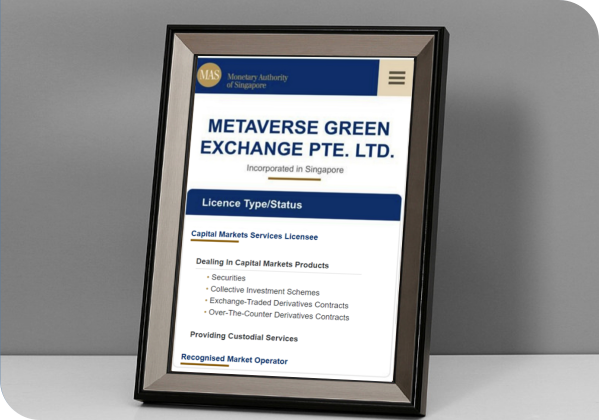 MAS
Monetary Authority
of Singapore
METAVERSE GREEN
EXCHANGE PTE. LTD.
Incorporated in Singapore
Licence Type/Status
Capital Markets Services Licensee
Dealing In Capital Markets Products
• Securities
• Collective Investment Schemes
• Exchange-Traded Derivatives Contracts
• Over-The-Counter Derivatives Contracts
Providing Custodial Services
Recognised Market Operator